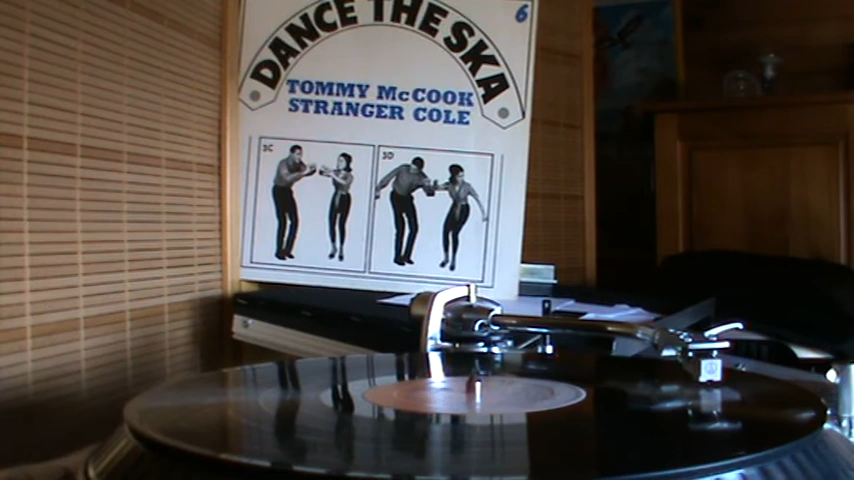 6
DANCE THE SKA
TOMMY McCOOK
STRANGER COLE
3C
3D